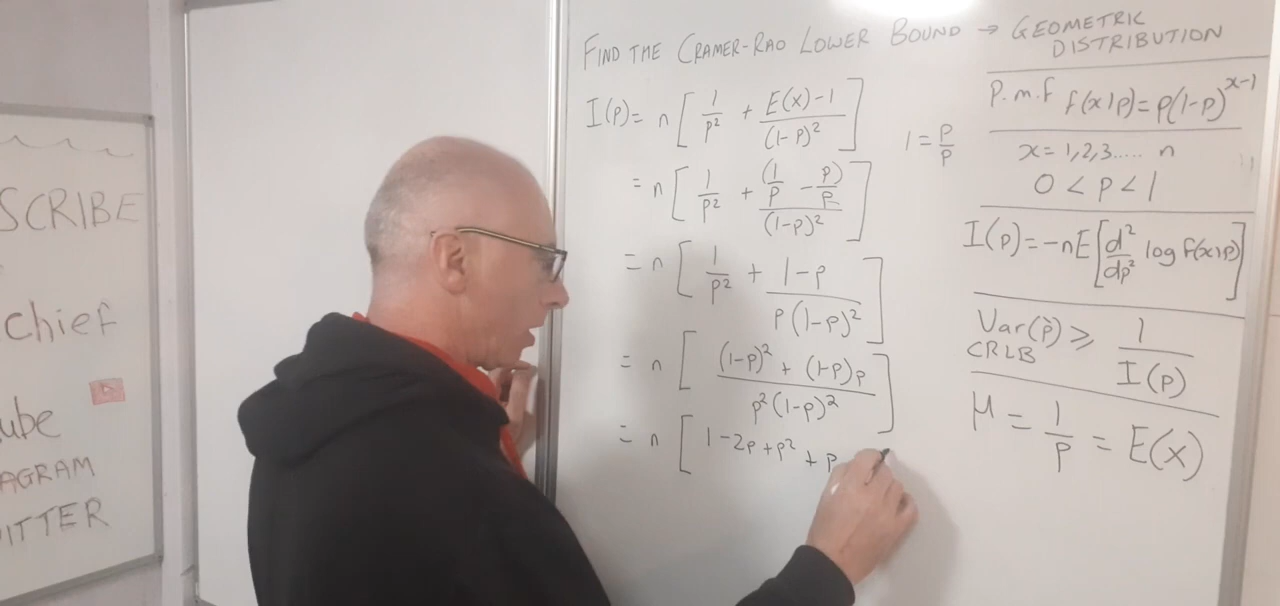 SCRIBE
chief
ube
AGRAM
ITTER
FIND THE CRAMER-RAO LOWER BOUND → GEOMETRIC DISTRIBUTION
I(p) = n [ 1/p² + (E(x)-1)/(1-p)² ]
= n [ 1/p² + (1/p - p/p)/(1-p)² ]
= n [ 1/p² + (1-p)/(p(1-p)²) ]
= n [ ((1-p)² + (1-p)p)/(p²(1-p)²) ]
= n [ 1-2p+p² + p
1 = p/p
p.m.f f(x|p) = p(1-p)^(x-1)
x = 1,2,3..... n
0 < p < 1
I(p) = -nE[ d²/dp² log f(x|p) ]
Var(p̂) ≥ 1/I(p)
CRLB
μ = 1/p = E(x)